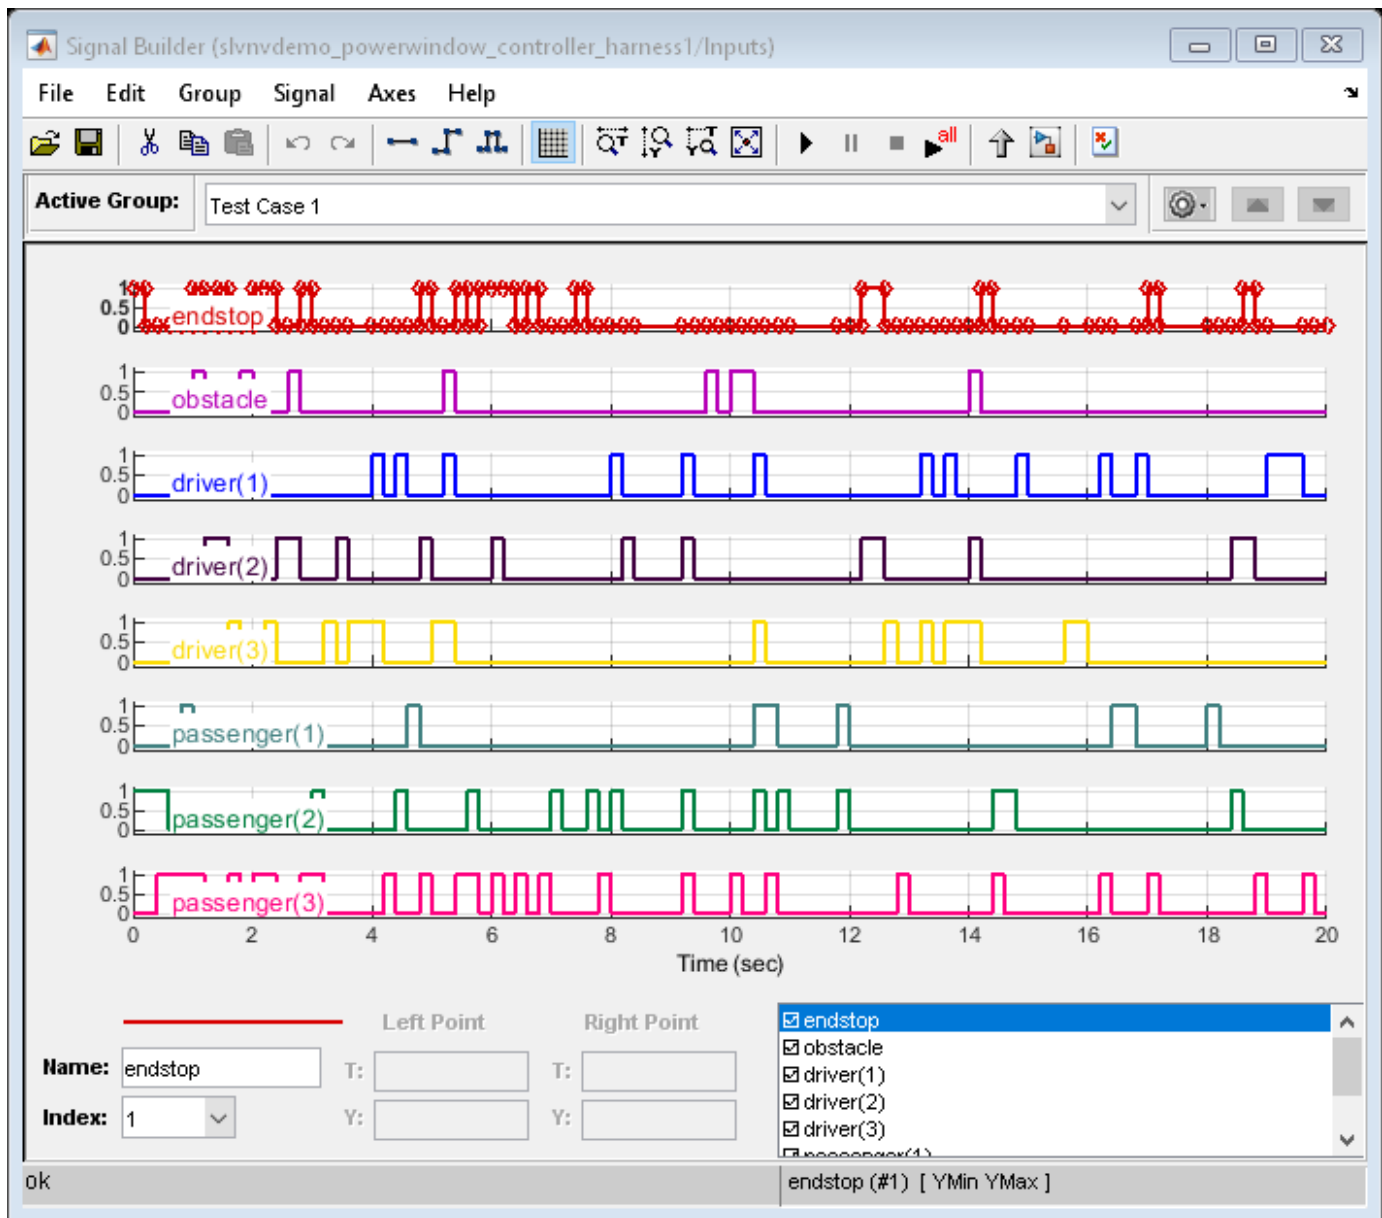 Signal Builder (slvnvdemo_powerwindow_controller_harness1/Inputs)
File Edit Group Signal Axes Help
all
Active Group: Test Case 1
1
0.5
0
endstop
1
0.5
0
obstacle
1
0.5
0
driver(1)
1
0.5
0
driver(2)
1
0.5
0
driver(3)
1
0.5
0
passenger(1)
1
0.5
0
passenger(2)
1
0.5
0
passenger(3)
0 2 4 6 8 10 12 14 16 18 20
Time (sec)
Left Point Right Point
Name: endstop T: T:
Index: 1 Y: Y:
endstop
obstacle
driver(1)
driver(2)
driver(3)
passenger(1)
ok endstop (#1) [ YMin YMax ]